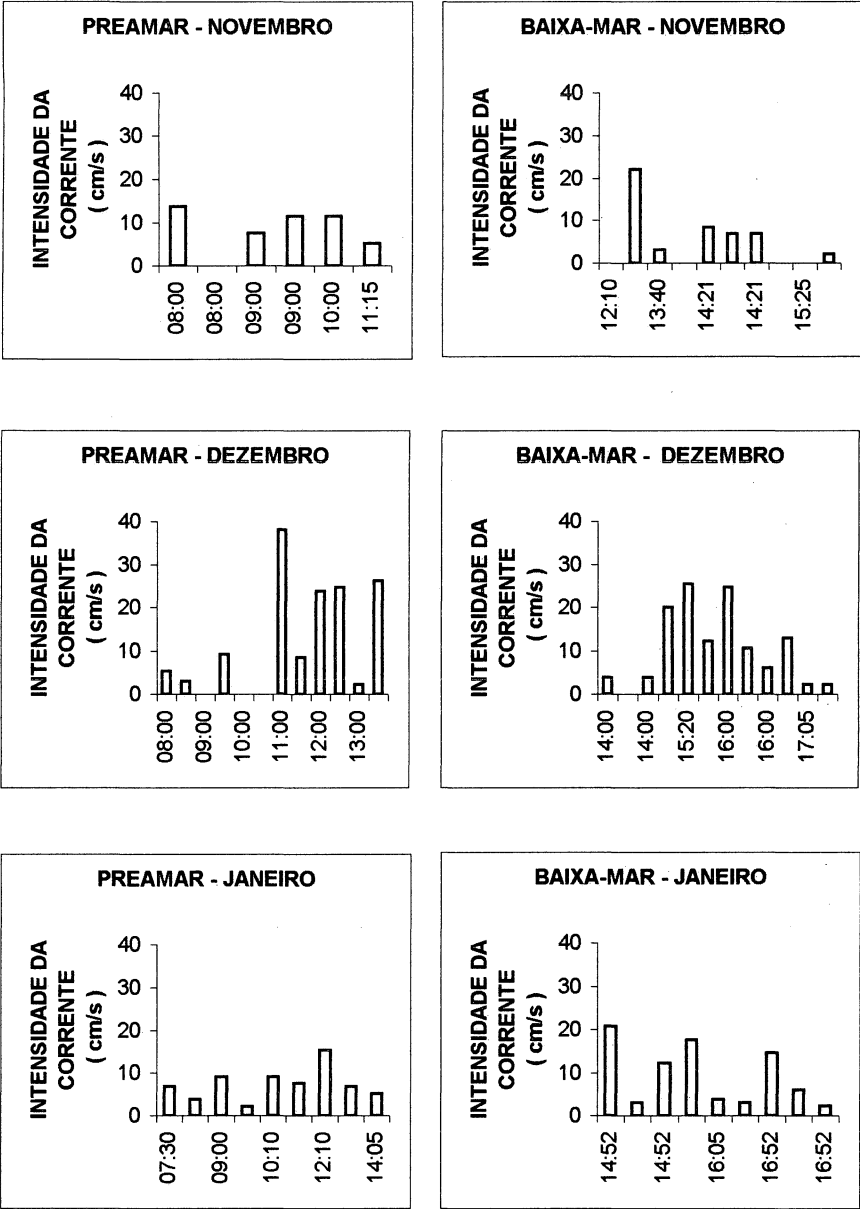 PREAMAR - NOVEMBRO
INTENSIDADE DA
CORRENTE
( cm/s )
40
30
20
10
0
08:00
08:00
09:00
09:00
10:00
11:15
BAIXA-MAR - NOVEMBRO
INTENSIDADE DA
CORRENTE
( cm/s )
40
30
20
10
0
12:10
13:40
14:21
14:21
15:25
PREAMAR - DEZEMBRO
INTENSIDADE DA
CORRENTE
( cm/s )
40
30
20
10
0
08:00
09:00
10:00
11:00
12:00
13:00
BAIXA-MAR - DEZEMBRO
INTENSIDADE DA
CORRENTE
( cm/s )
40
30
20
10
0
14:00
14:00
15:20
16:00
16:00
17:05
PREAMAR - JANEIRO
INTENSIDADE DA
CORRENTE
( cm/s )
40
30
20
10
0
07:30
09:00
10:10
12:10
14:05
BAIXA-MAR - JANEIRO
INTENSIDADE DA
CORRENTE
( cm/s )
40
30
20
10
0
14:52
14:52
16:05
16:52
16:52